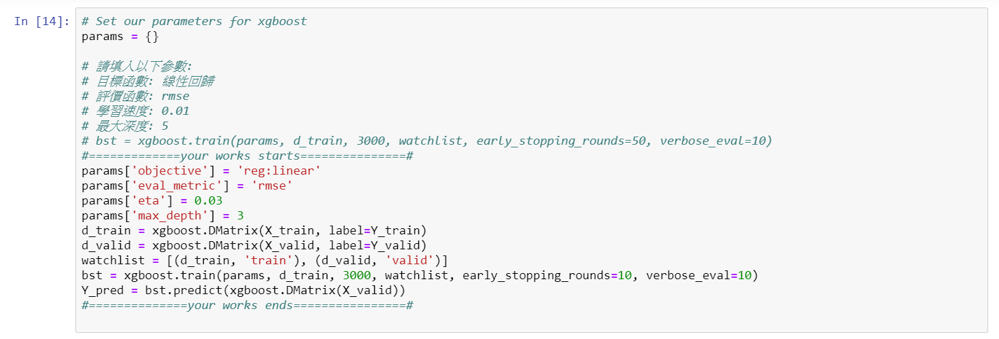 In [14]:
# Set our parameters for xgboost
params = {}
# 請填入以下參數:
# 目標函數: 線性回歸
# 評價函數: rmse
# 學習速度: 0.01
# 最大深度: 5
# bst = xgboost.train(params, d_train, 3000, watchlist, early_stopping_rounds=50, verbose_eval=10)
#=============your works starts===============#
params['objective'] = 'reg:linear'
params['eval_metric'] = 'rmse'
params['eta'] = 0.03
params['max_depth'] = 3
d_train = xgboost.DMatrix(X_train, label=Y_train)
d_valid = xgboost.DMatrix(X_valid, label=Y_valid)
watchlist = [(d_train, 'train'), (d_valid, 'valid')]
bst = xgboost.train(params, d_train, 3000, watchlist, early_stopping_rounds=10, verbose_eval=10)
Y_pred = bst.predict(xgboost.DMatrix(X_valid))
#==============your works ends================#